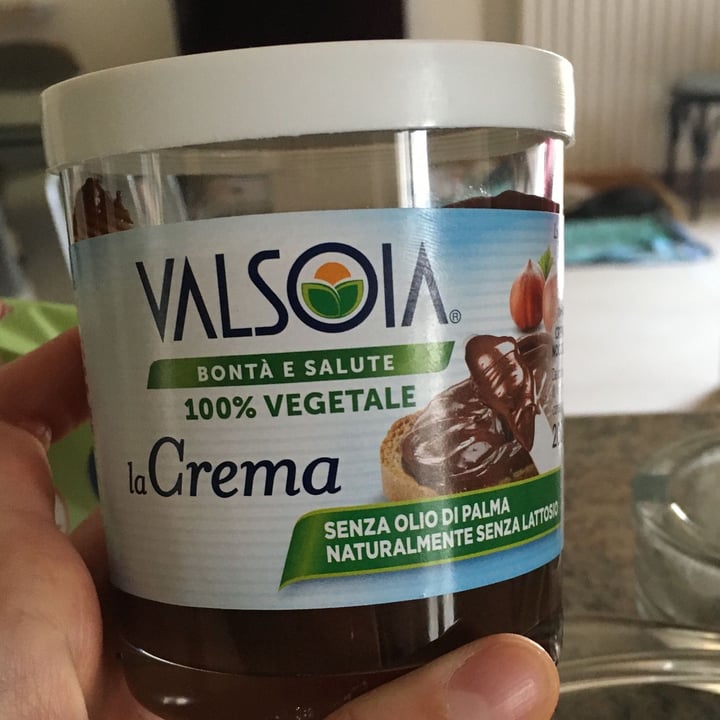 VALSOIA®
BONTÀ E SALUTE
100% VEGETALE
la Crema
SENZA OLIO DI PALMA
NATURALMENTE SENZA LATTOSIO